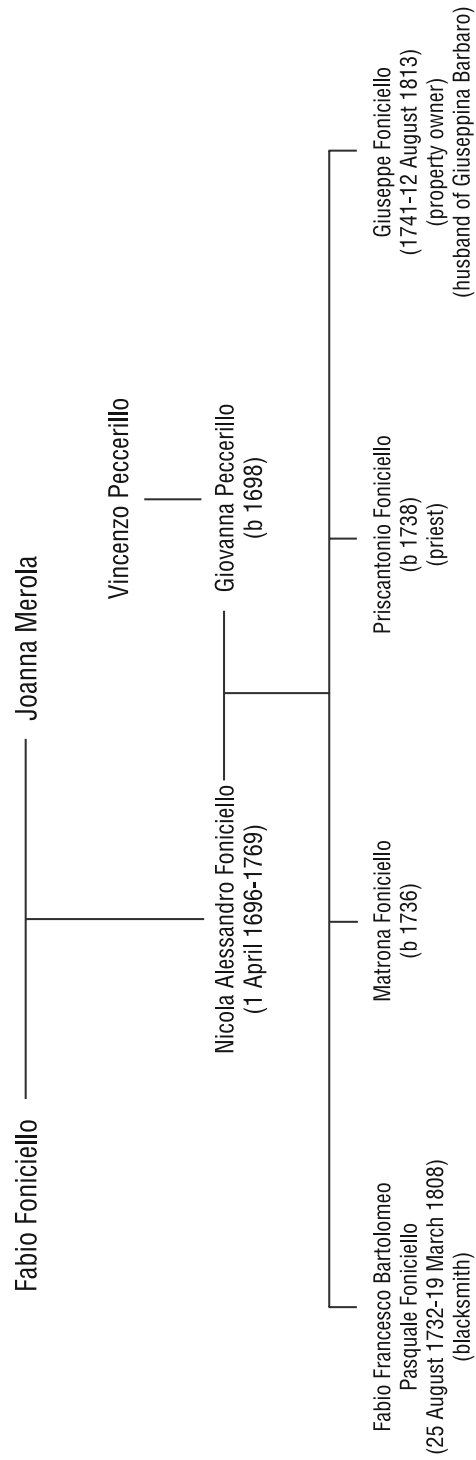 Fabio Foniciello
Joanna Merola
Vincenzo Peccerillo
Nicola Alessandro Foniciello
(1 April 1696-1769)
Giovanna Peccerillo
(b 1698)
Fabio Francesco Bartolomeo
Pasquale Foniciello
(25 August 1732-19 March 1808)
(blacksmith)
Matrona Foniciello
(b 1736)
Priscantonio Foniciello
(b 1738)
(priest)
Giuseppe Foniciello
(1741-12 August 1813)
(property owner)
(husband of Giuseppina Barbaro)